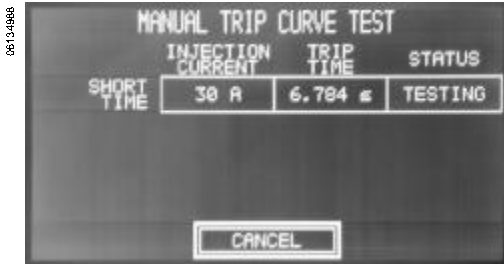 06134988
MANUAL TRIP CURVE TEST
INJECTION CURRENT
TRIP TIME
STATUS
SHORT TIME
30 A
6.784 s
TESTING
CANCEL